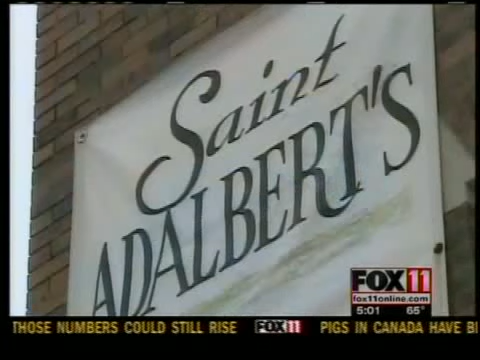 Saint
ADALBERT'S
FOX 11
fox11online.com
5:01 65°
THOSE NUMBERS COULD STILL RISE FOX 11 PIGS IN CANADA HAVE B